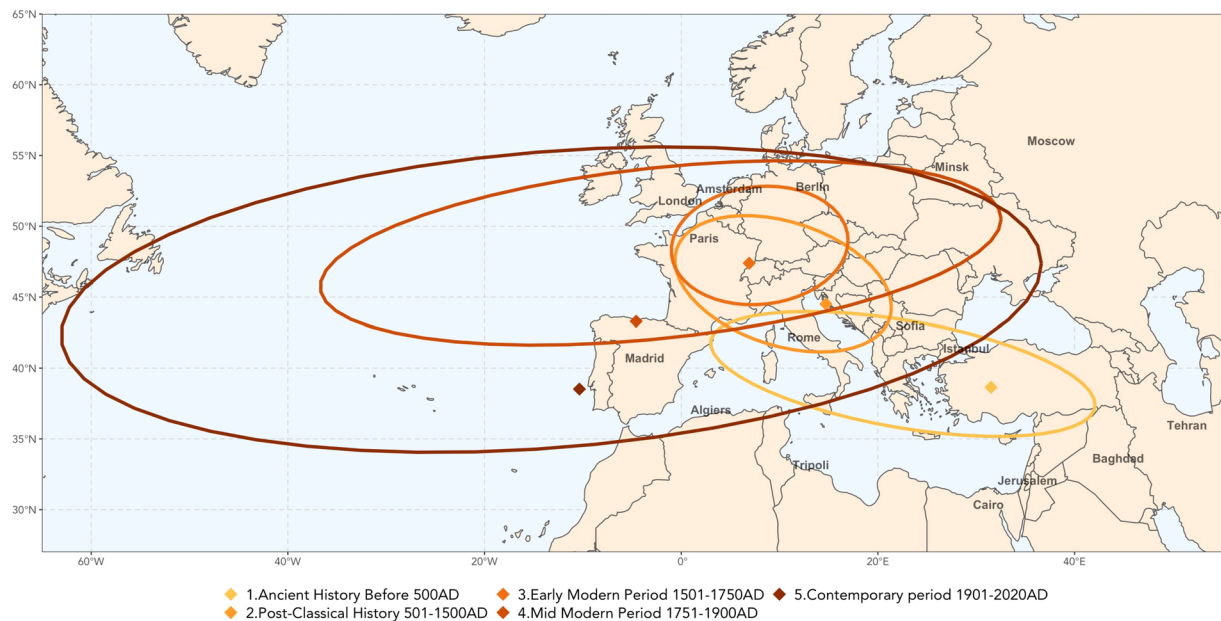 65°N
60°N
55°N
50°N
45°N
40°N
35°N
30°N
Moscow
Minsk
Amsterdam
Berlin
London
Paris
Sofia
Rome
Istanbul
Madrid
Algiers
Tehran
Tripoli
Baghdad
Jerusalem
Cairo
60°W
40°W
20°W
0°
20°E
40°E
1.Ancient History Before 500AD
3.Early Modern Period 1501-1750AD
5.Contemporary period 1901-2020AD
2.Post-Classical History 501-1500AD
4.Mid Modern Period 1751-1900AD